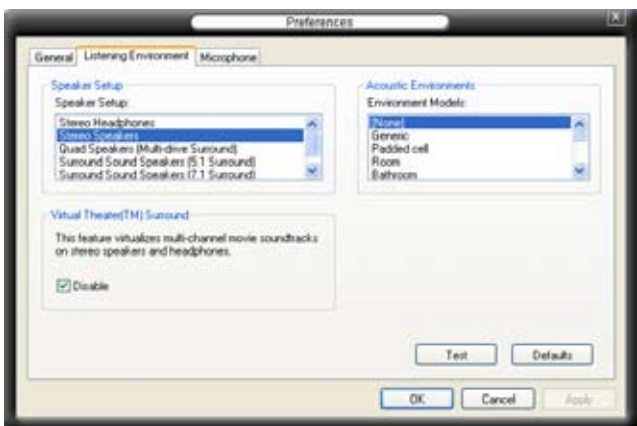 Preferences
X
General Listening Environment Microphone
Speaker Setup
Speaker Setup:
Stereo Headphones
Stereo Speakers
Quad Speakers (Multi-drive Surround)
Surround Sound Speakers (5.1 Surround)
Surround Sound Speakers (7.1 Surround)
Acoustic Environments
Environment Models:
(None)
Generic
Padded cell
Room
Bathroom
Virtual Theater(TM) Surround
This feature virtualizes multi-channel movie soundtracks
on stereo speakers and headphones.
Disable
Test Defaults
OK Cancel Apply